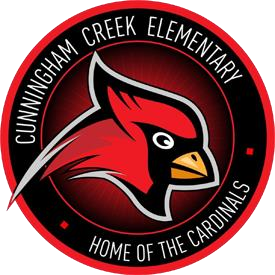 CUNNINGHAM CREEK ELEMENTARY
HOME OF THE CARDINALS